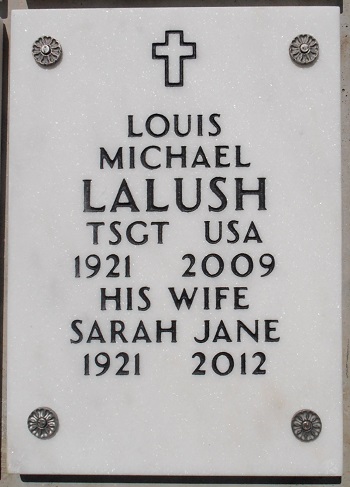 LOUIS
MICHAEL
LALUSH
TSGT USA
1921 2009
HIS WIFE
SARAH JANE
1921 2012